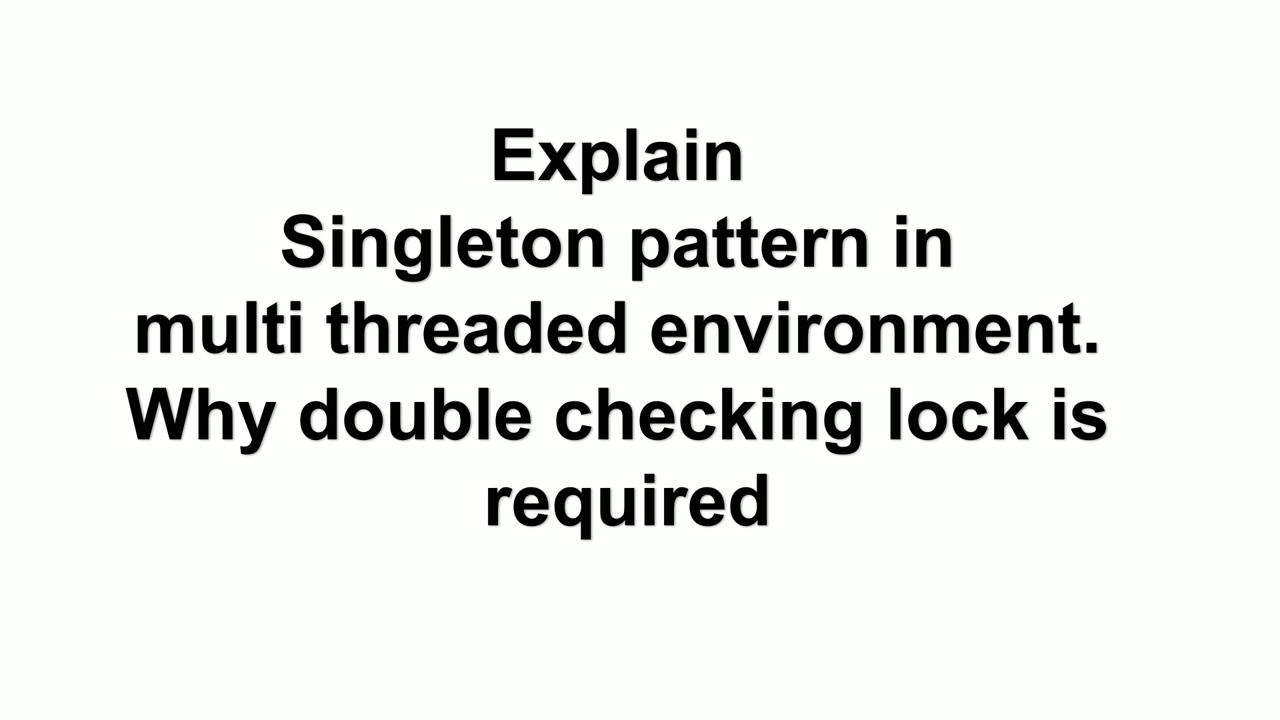 Explain
Singleton pattern in
multi threaded environment.
Why double checking lock is
required